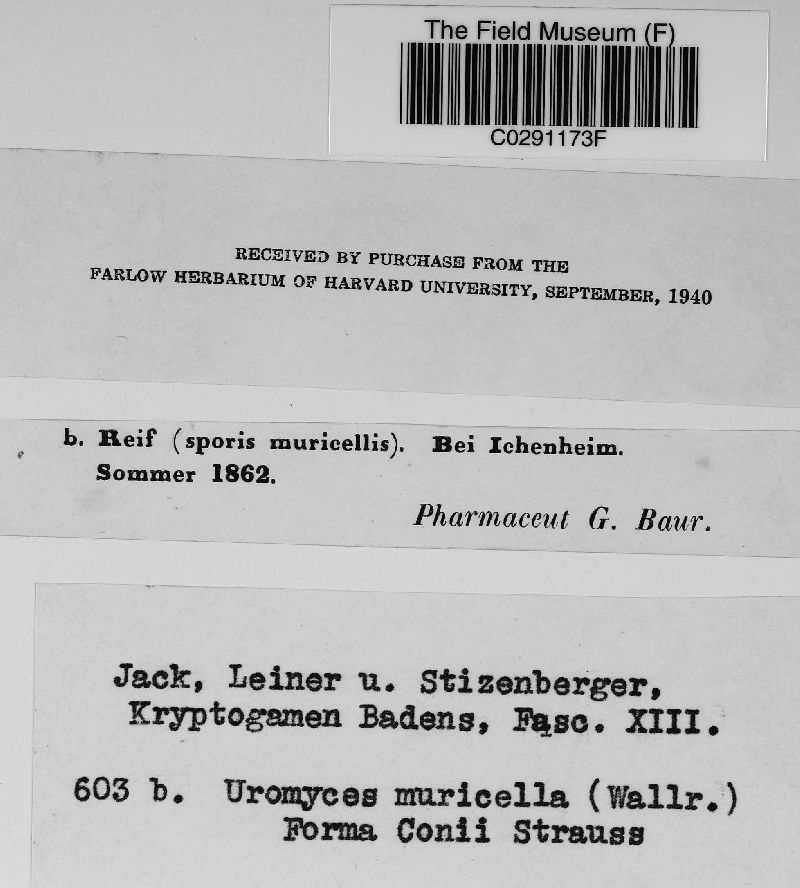 The Field Museum (F)
C0291173F
RECEIVED BY PURCHASE FROM THE
FARLOW HERBARIUM OF HARVARD UNIVERSITY, SEPTEMBER, 1940
b. Reif (sporis muricellis). Bei Ichenheim.
Sommer 1862.
Pharmaceut G. Baur.
Jack, Leiner u. Stizenberger,
Kryptogamen Badens, Fasc. XIII.
603 b. Uromyces muricella (Wallr.)
Forma Conii Strauss